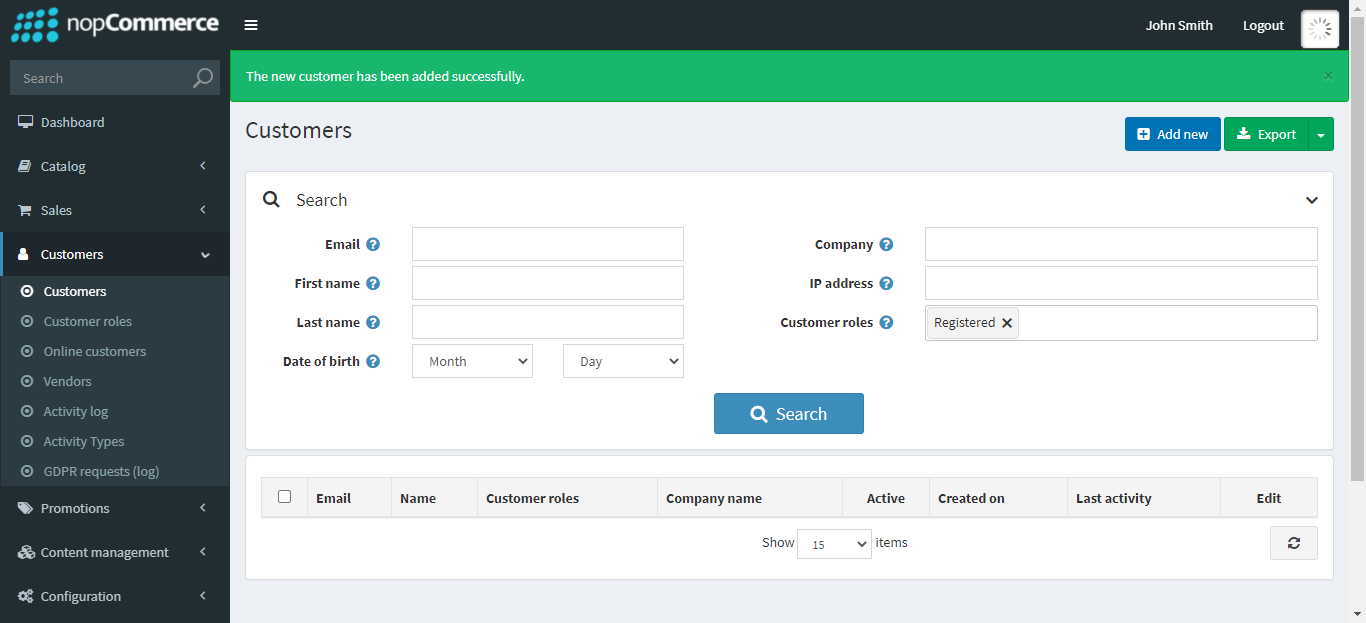 nopCommerce
John Smith
Logout
Search
The new customer has been added successfully.
×
Dashboard
Catalog
Sales
Customers
Customers
Customer roles
Online customers
Vendors
Activity log
Activity Types
GDPR requests (log)
Promotions
Content management
Configuration
Customers
Add new
Export
Search
Email ?
Company ?
First name ?
IP address ?
Last name ?
Customer roles ?
Registered ×
Date of birth ?
Month
Day
Search
Email Name Customer roles Company name Active Created on Last activity Edit
Show 15 items